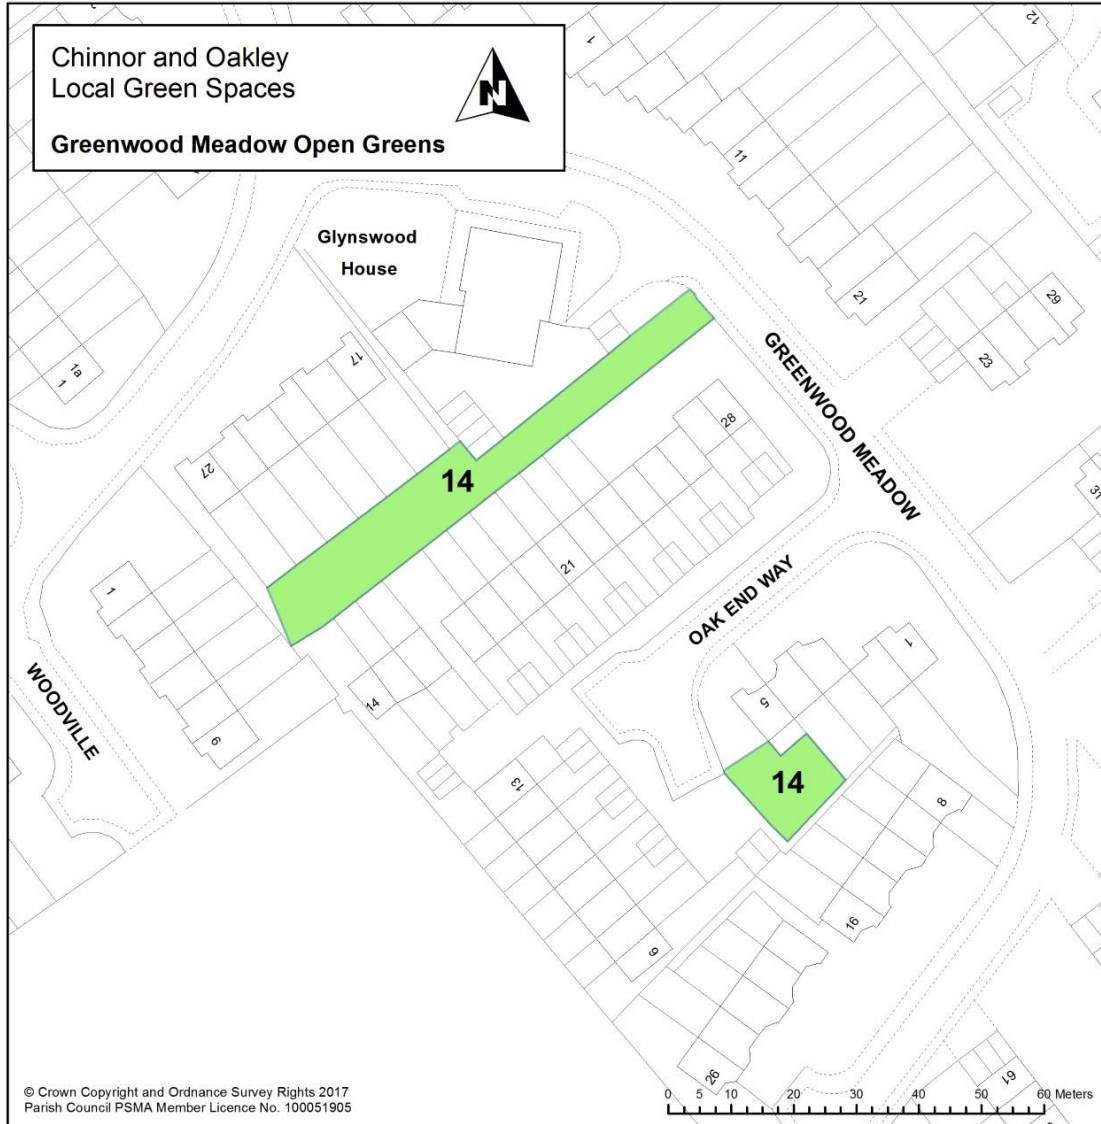 Chinnor and Oakley
Local Green Spaces
N
Greenwood Meadow Open Greens
1
12
11
Glynswood
House
21
29
23
GREENWOOD MEADOW
17
1a
1
27
14
28
31
21
OAK END WAY
1
WOODVILLE
9
14
1
5
14
13
8
16
9
26
61
© Crown Copyright and Ordnance Survey Rights 2017
Parish Council PSMA Member Licence No. 100051905
0 5 10 20 30 40 50 60 Meters